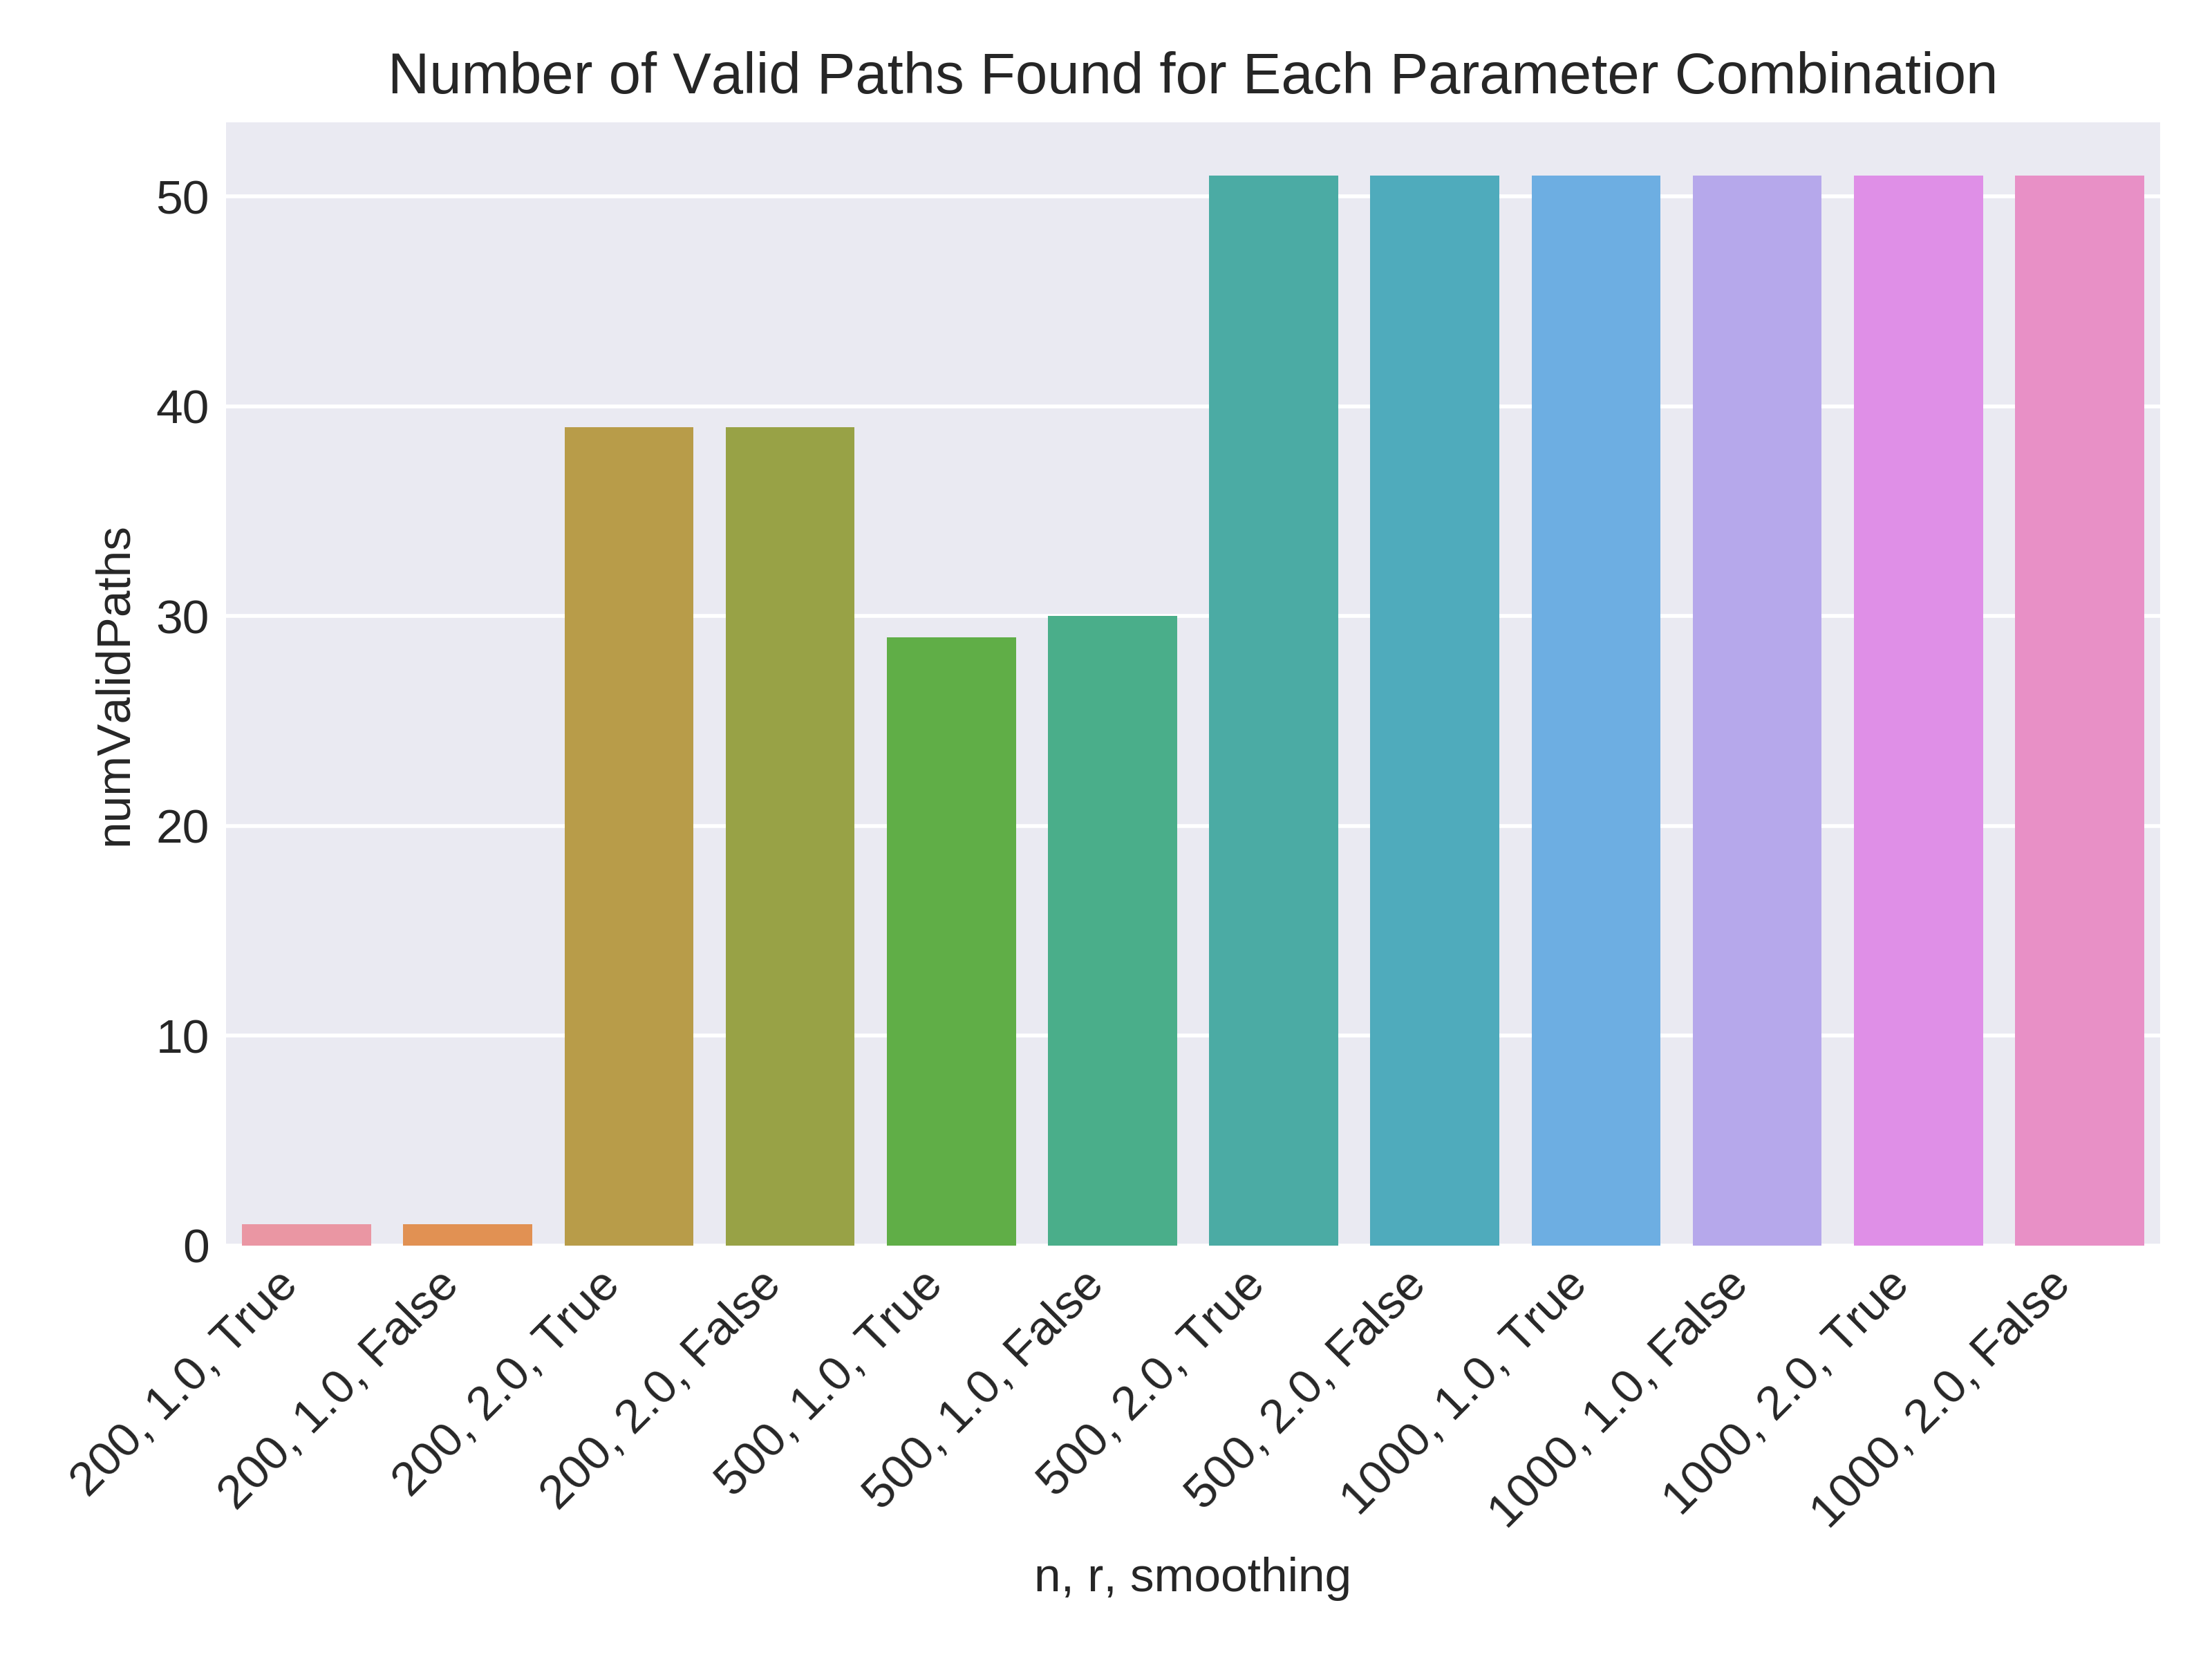 Number of Valid Paths Found for Each Parameter Combination
numValidPaths
50
40
30
20
10
0
200, 1.0, True
200, 1.0, False
200, 2.0, True
200, 2.0, False
500, 1.0, True
500, 1.0, False
500, 2.0, True
500, 2.0, False
1000, 1.0, True
1000, 1.0, False
1000, 2.0, True
1000, 2.0, False
n, r, smoothing